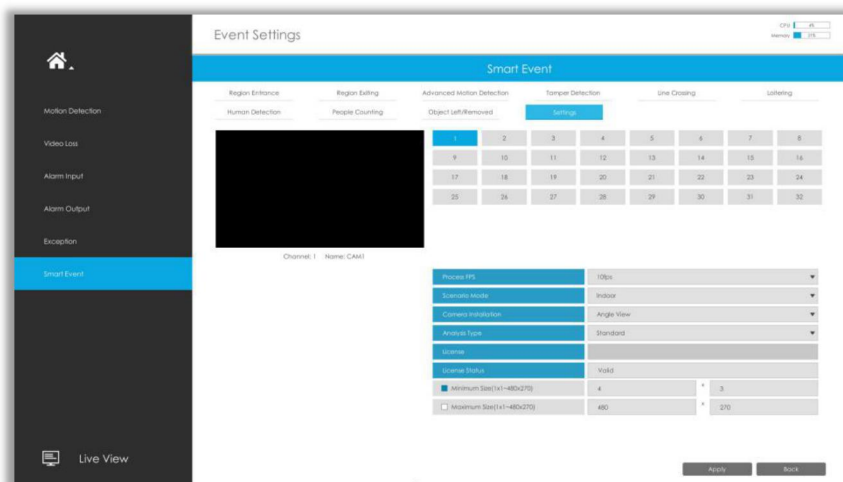 Event Settings
CPU
Memory
Smart Event
Region Entrance Region Exiting Advanced Motion Detection Tamper Detection Line Crossing Loitering
Human Detection People Counting Object Left/Removed Settings
Motion Detection
Video Loss
Alarm Input
Alarm Output
Exception
Smart Event
1 2 3 4 5 6 7 8
9 10 11 12 13 14 15 16
17 18 19 20 21 22 23 24
25 26 27 28 29 30 31 32
Channel: 1 Name: CAM1
Process FPS 10fps
Scenario Mode Indoor
Camera Installation Angle View
Analysis Type Standard
License
License Status Valid
Minimum Size(1x1~480x270) 4 * 3
Maximum Size(1x1~480x270) 480 * 270
Live View
Apply Back